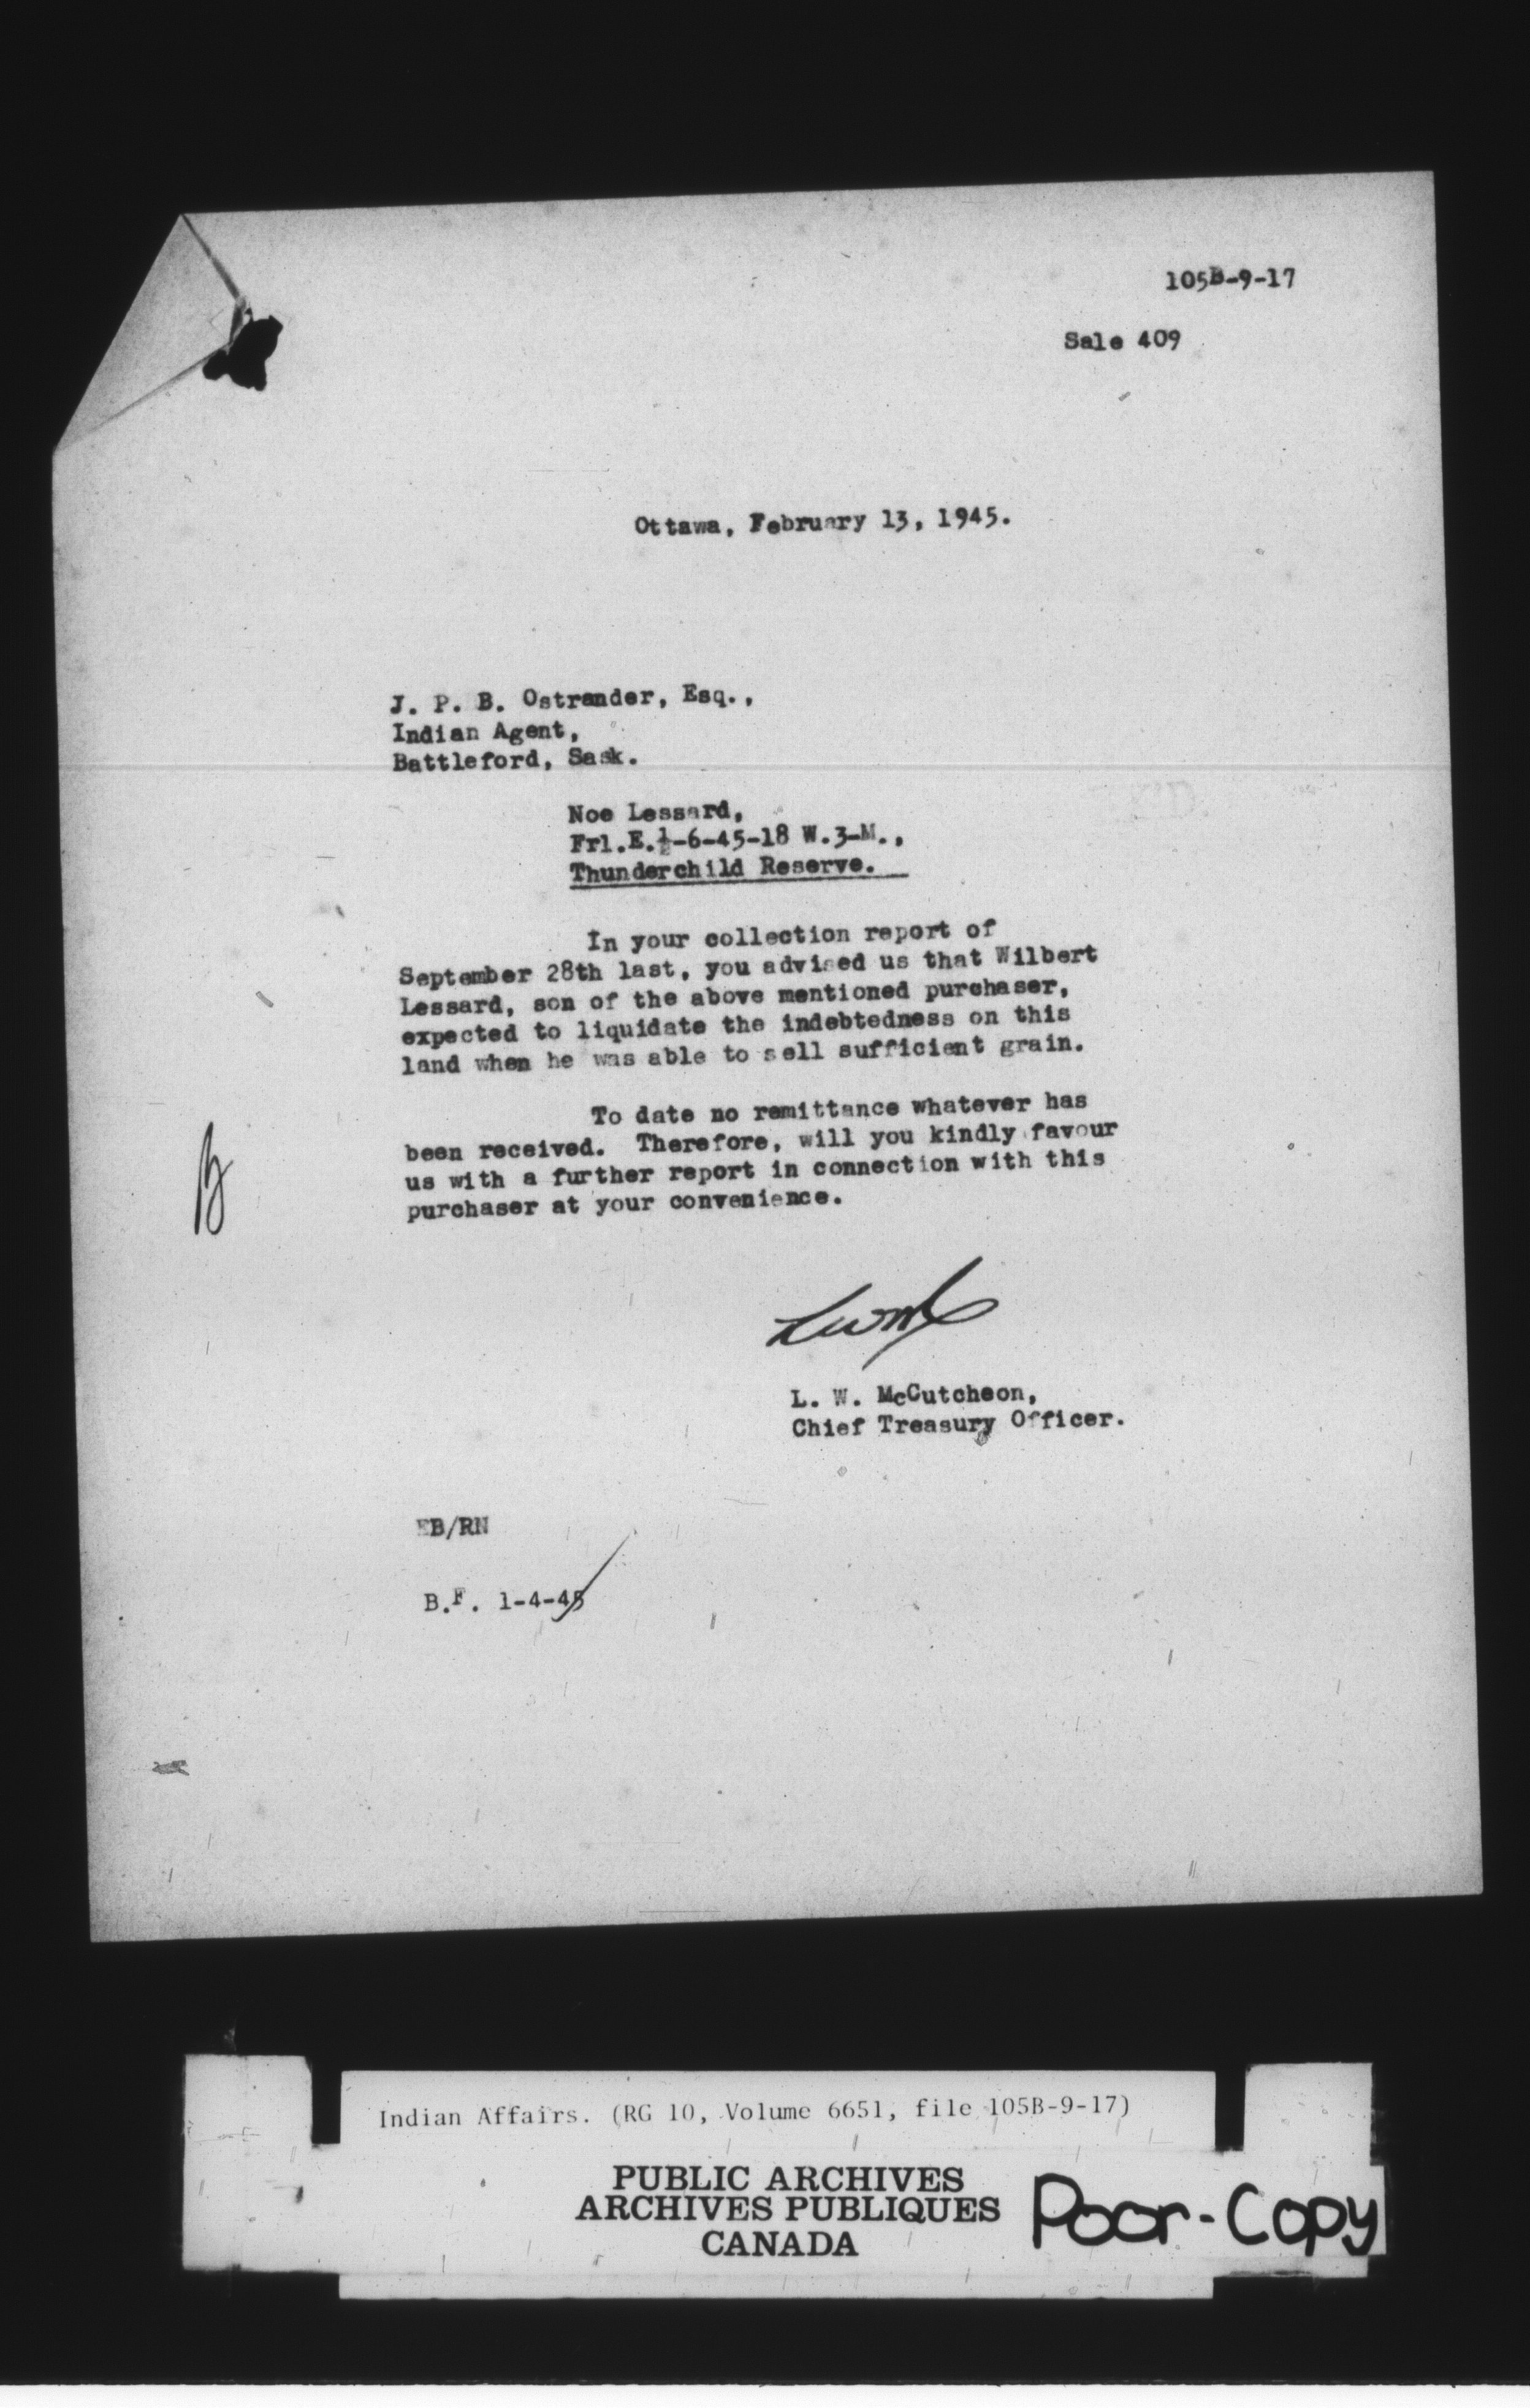 105B-9-17
Sale 409
Ottawa, February 13, 1945.
J. P. B. Ostrander, Esq.,
Indian Agent,
Battleford, Sask.
Noe Lessard,
Frl.E.½-6-45-18 W.3-M.,
Thunderchild Reserve.
In your collection report of
September 28th last, you advised us that Wilbert
Lessard, son of the above mentioned purchaser,
expected to liquidate the indebtedness on this
land when he was able to sell sufficient grain.
To date no remittance whatever has
been received. Therefore, will you kindly favour
us with a further report in connection with this
purchaser at your convenience.
L. W. McCutcheon,
Chief Treasury Officer.
EB/RN
B.F. 1-4-45
Indian Affairs. (RG 10, Volume 6651, file 105B-9-17)
PUBLIC ARCHIVES
ARCHIVES PUBLIQUES
CANADA
Poor-Copy